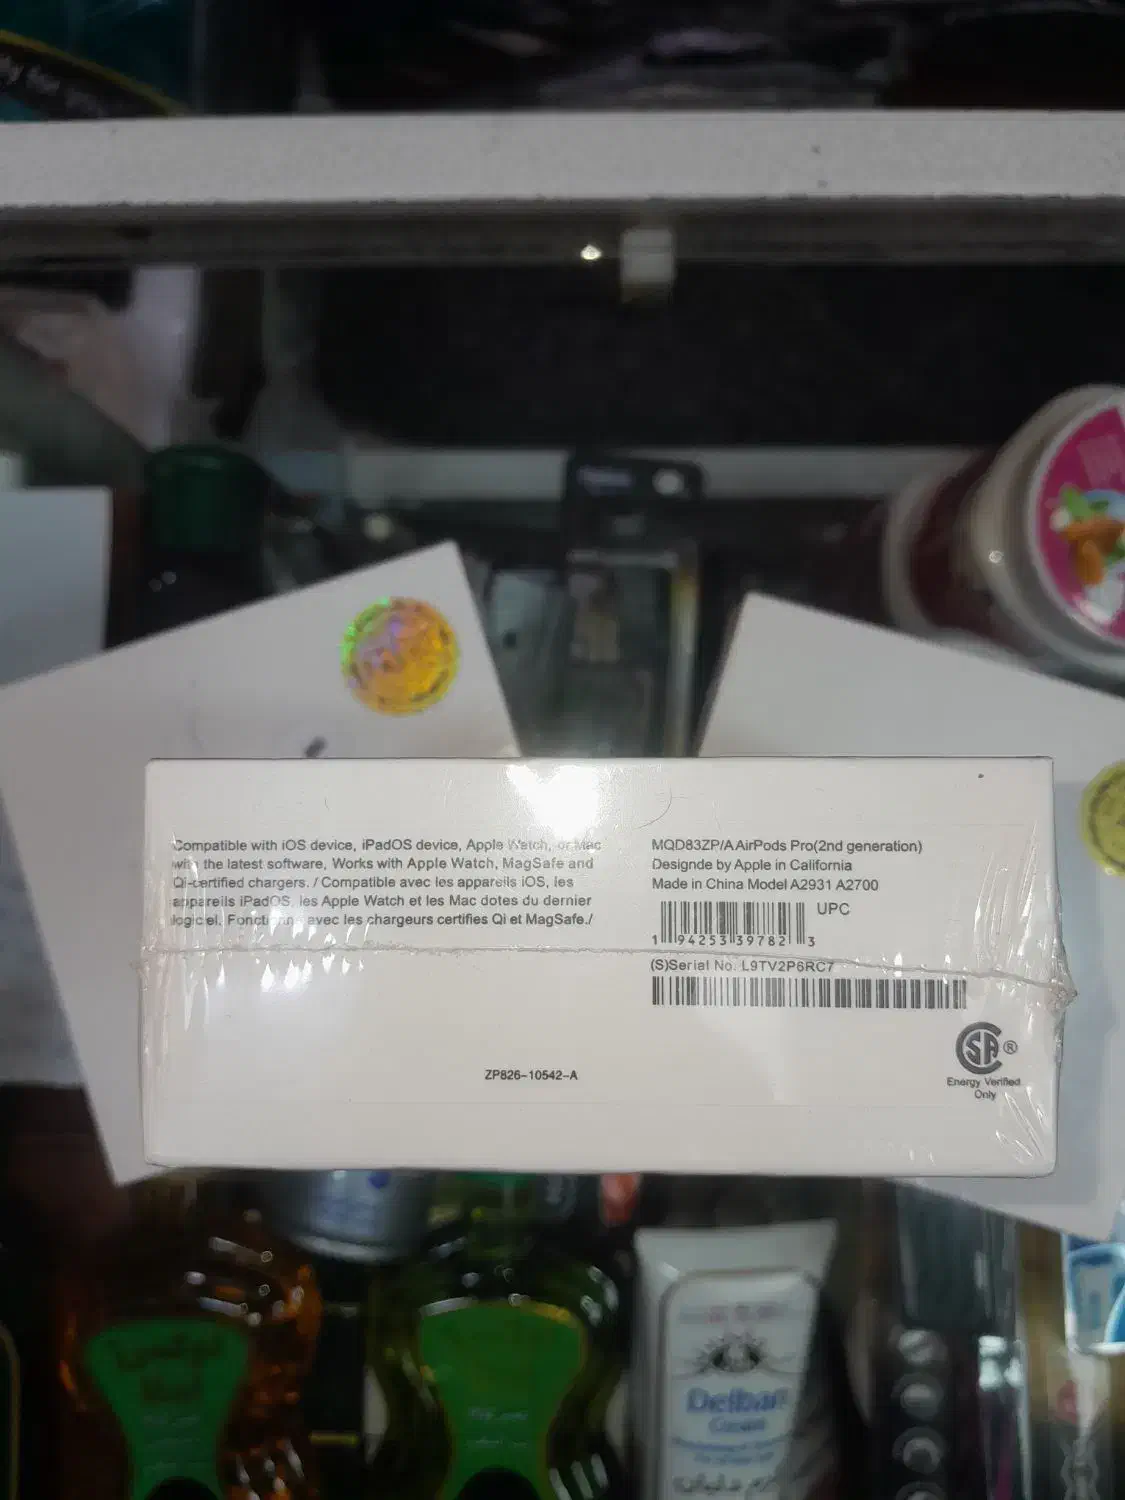 Compatible with iOS device, iPadOS device, Apple Watch, or Mac
with the latest software, Works with Apple Watch, MagSafe and
Qi-certified chargers. / Compatible avec les appareils iOS, les
appareils iPadOS, les Apple Watch et les Mac dotes du dernier
logiciel. avec les chargeurs certifies Qi et MagSafe./
MQD83ZP/AAirPods Pro(2nd generation)
Designde by Apple in California
Made in China Model A2931 A2700
UPC
1 94253 39782 3
(S)Serial No. L9TV2P6RC7
ZP826-10542-A
CSA ®
Energy Verified
Only
Delban
Cream